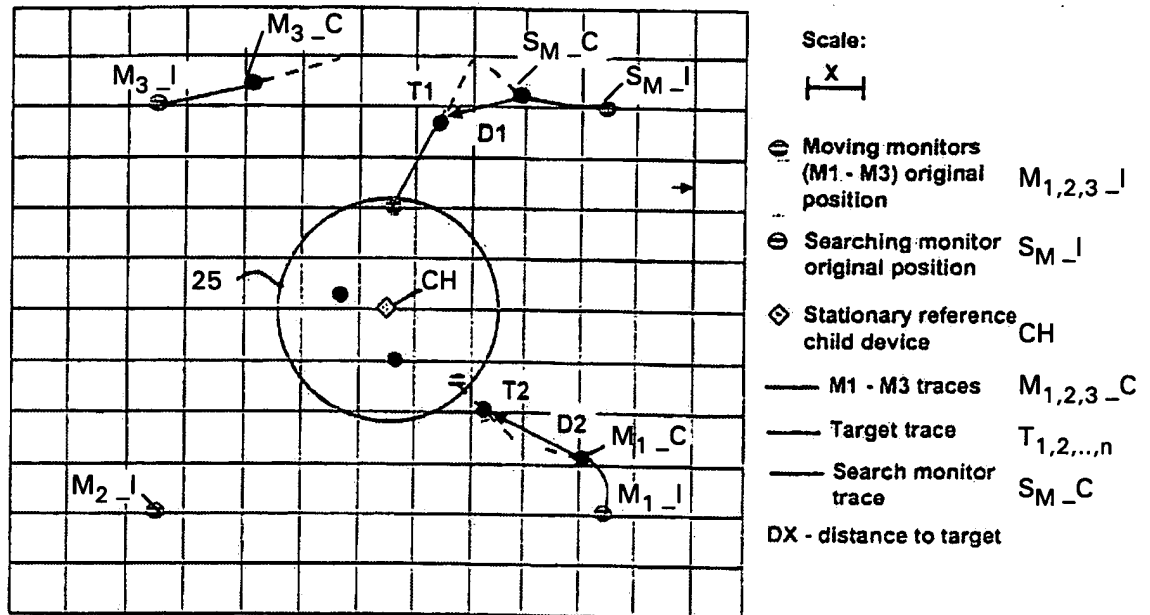 M3_C
SM_C
M3_I
SM_I
T1
D1
25
CH
T2
D2
M1_C
M2_I
M1_I
Scale:
X
Moving monitors
(M1 - M3) original
position
M1,2,3_I
Searching monitor
original position
SM_I
Stationary reference
child device
CH
M1 - M3 traces
M1,2,3_C
Target trace
T1,2,..,n
Search monitor
trace
SM_C
DX - distance to target